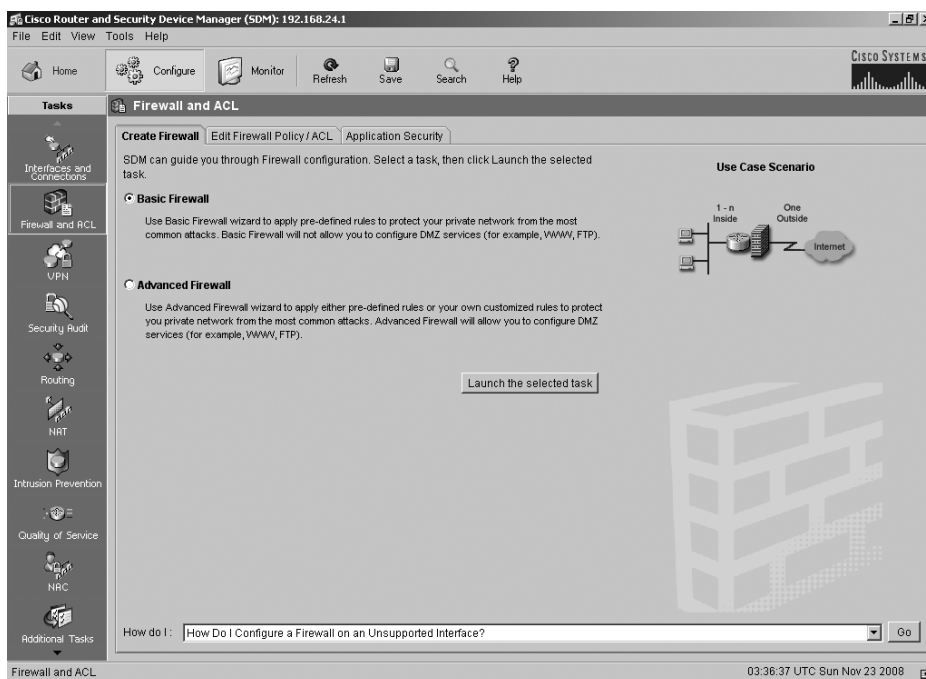 Cisco Router and Security Device Manager (SDM): 192.168.24.1
File Edit View Tools Help
Home
Configure
Monitor
Refresh
Save
Search
Help
CISCO SYSTEMS
Tasks
Firewall and ACL
Interfaces and
Connections
Firewall and ACL
VPN
Security Audit
Routing
NAT
Intrusion Prevention
Quality of Service
NAC
Additional Tasks
Create Firewall
Edit Firewall Policy / ACL
Application Security
SDM can guide you through Firewall configuration. Select a task, then click Launch the selected
task.
Basic Firewall
Use Basic Firewall wizard to apply pre-defined rules to protect your private network from the most
common attacks. Basic Firewall will not allow you to configure DMZ services (for example, WWW, FTP).
Advanced Firewall
Use Advanced Firewall wizard to apply either pre-defined rules or your own customized rules to protect
you private network from the most common attacks. Advanced Firewall will allow you to configure DMZ
services (for example, WWW, FTP).
Launch the selected task
Use Case Scenario
1 - n
Inside
One
Outside
Internet
How do I :
How Do I Configure a Firewall on an Unsupported Interface?
Go
Firewall and ACL
03:36:37 UTC Sun Nov 23 2008